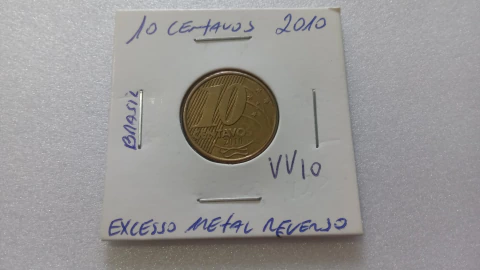 10 CENTAVOS 2010
BRASIL
10
CENTAVOS
VV10
EXCESSO METAL REVERSO